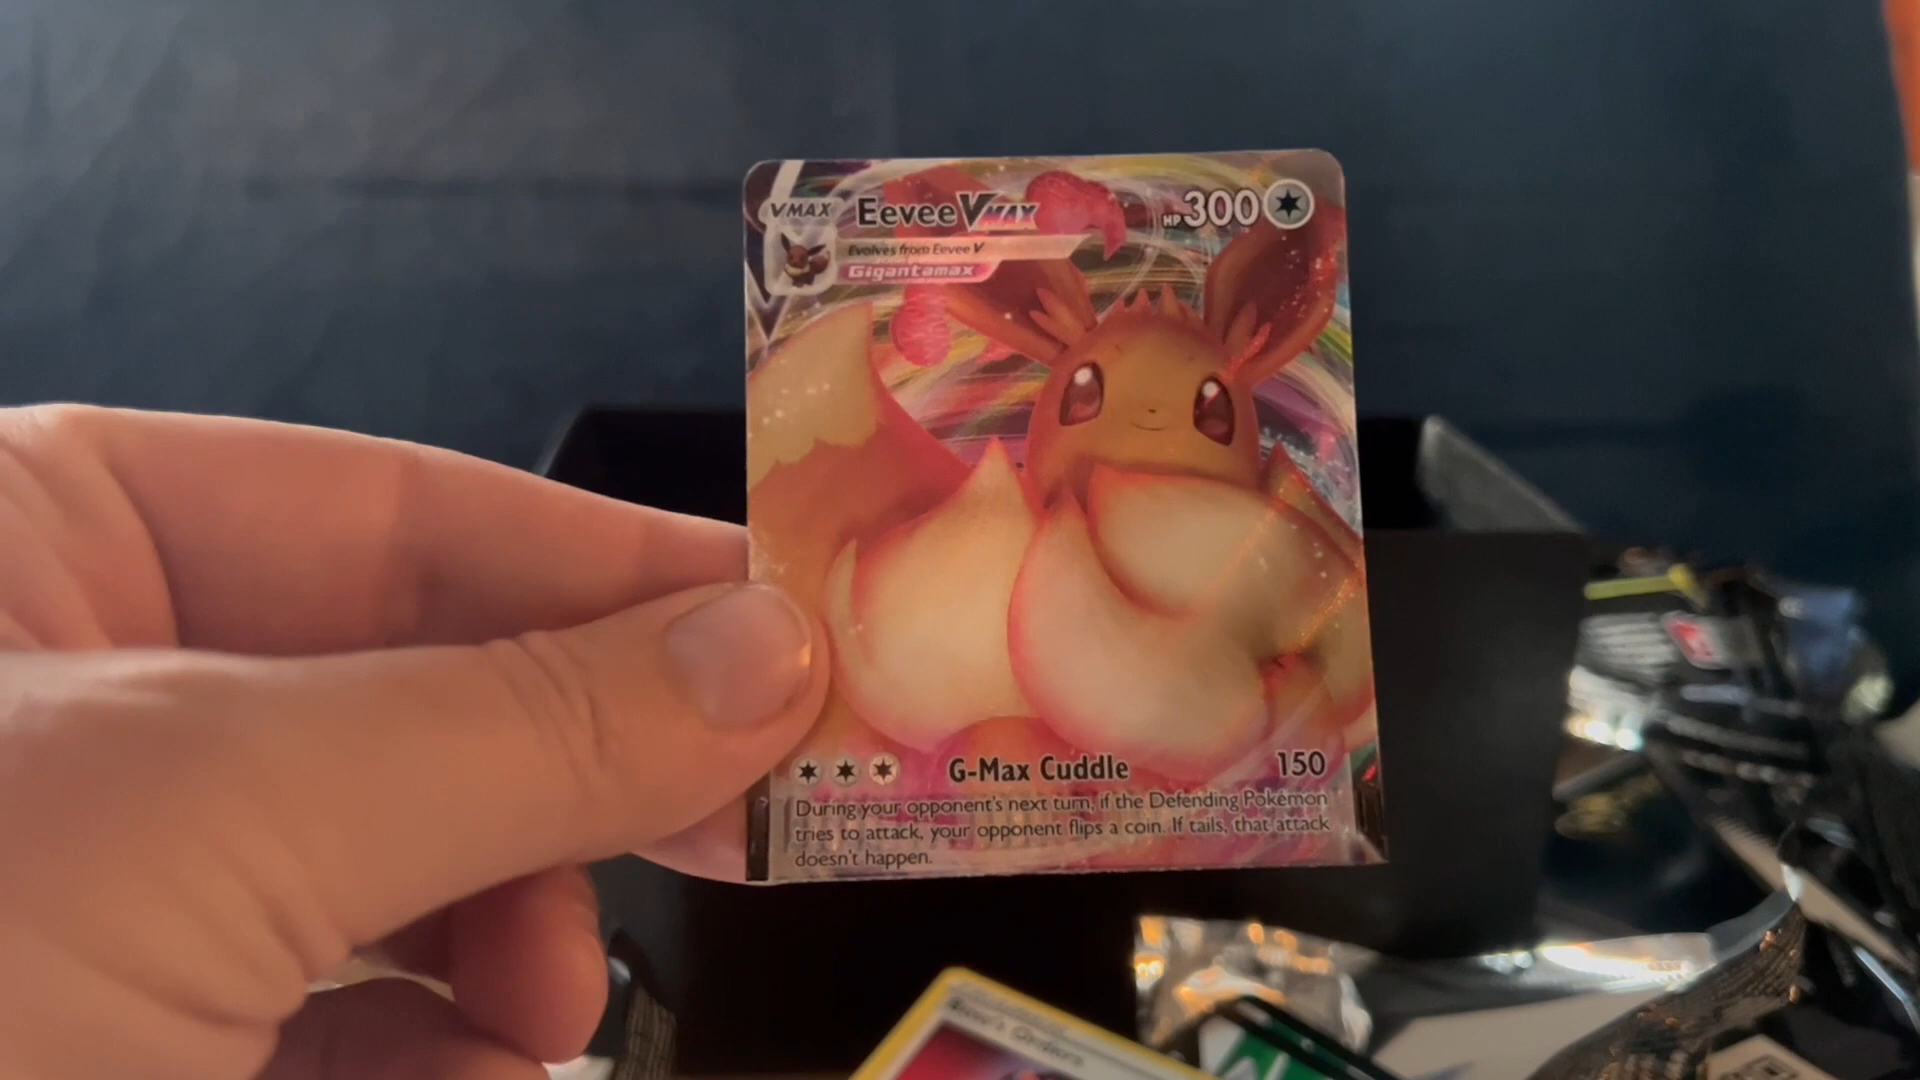 VMAX Eevee VMAX HP 300
Evolves from Eevee V
Gigantamax
G-Max Cuddle 150
During your opponent's next turn, if the Defending Pokémon
tries to attack, your opponent flips a coin. If tails, that attack
doesn't happen.